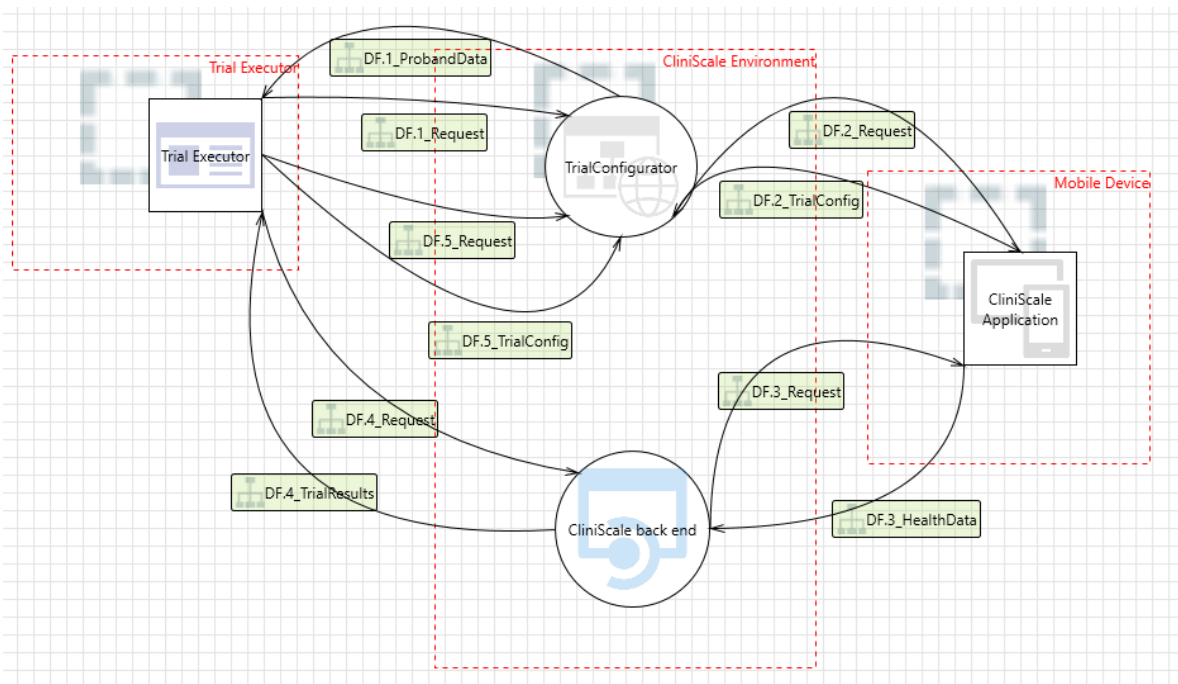 DF.1_ProbandData
Trial Executor
CliniScale Environment
DF.1_Request
DF.2_Request
Trial Executor
TrialConfigurator
Mobile Device
DF.2_TrialConfig
DF.5_Request
CliniScale
Application
DF.5_TrialConfig
DF.3_Request
DF.4_Request
DF.4_TrialResults
CliniScale back end
DF.3_HealthData